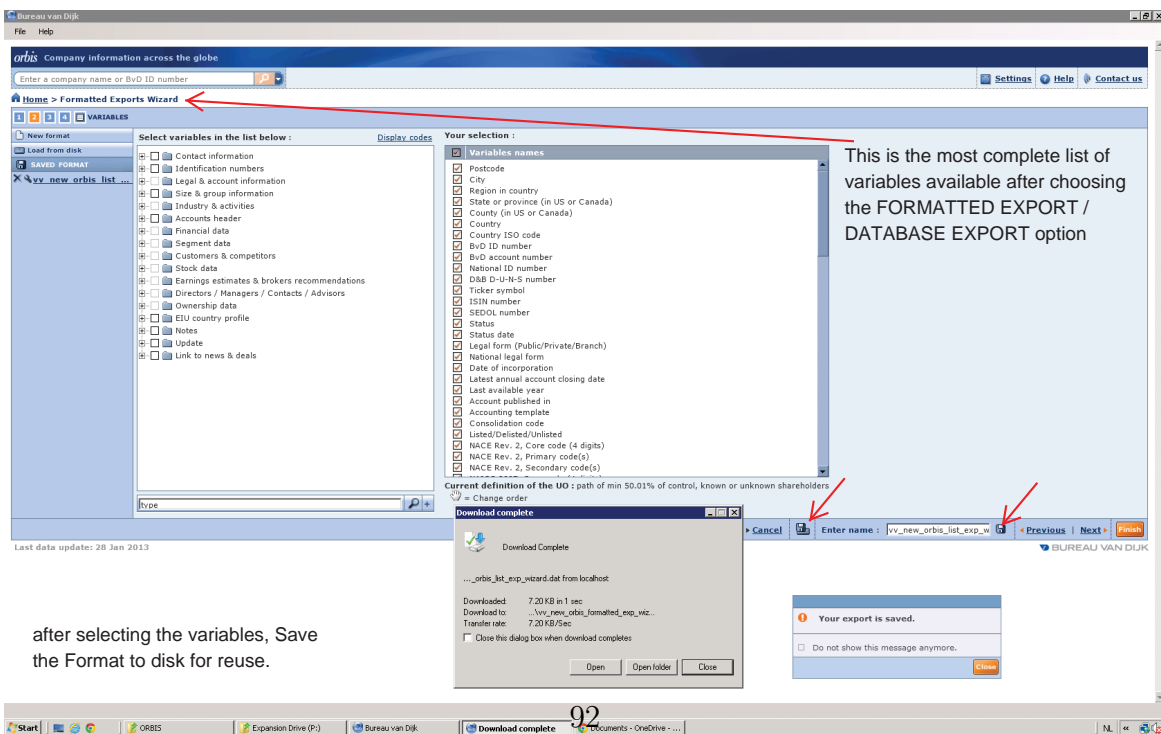 Bureau van Dijk
File Help
orbis Company information across the globe
Enter a company name or BvD ID number
Settings Help Contact us
Home > Formatted Exports Wizard
1 2 3 4 VARIABLES
New format
Load from disk
SAVED FORMAT
vv_new_orbis_list ...
Select variables in the list below : Display codes
Contact information
Identification numbers
Legal & account information
Size & group information
Industry & activities
Accounts header
Financial data
Segment data
Customers & competitors
Stock data
Earnings estimates & brokers recommendations
Directors / Managers / Contacts / Advisors
Ownership data
EIU country profile
Notes
Update
Link to news & deals
type
Your selection :
Variables names
Postcode
City
Region in country
State or province (in US or Canada)
County (in US or Canada)
Country
Country ISO code
BvD ID number
BvD account number
National ID number
D&B D-U-N-S number
Ticker symbol
ISIN number
SEDOL number
Status
Status date
Legal form (Public/Private/Branch)
National legal form
Date of incorporation
Latest annual account closing date
Last available year
Account published in
Accounting template
Consolidation code
Listed/Delisted/Unlisted
NACE Rev. 2, Core code (4 digits)
NACE Rev. 2, Primary code(s)
NACE Rev. 2, Secondary code(s)
This is the most complete list of
variables available after choosing
the FORMATTED EXPORT /
DATABASE EXPORT option
Current definition of the UO : path of min 50.01% of control, known or unknown shareholders
= Change order
Cancel Enter name : vv_new_orbis_list_exp_w Previous | Next Finish
Last data update: 28 Jan 2013
BUREAU VAN DIJK
Download complete
Download Complete
..._orbis_list_exp_wizard.dat from localhost
Downloaded: 7.20 KB in 1 sec
Download to: ...\vv_new_orbis_formatted_exp_wiz...
Transfer rate: 7.20 KB/Sec
Close this dialog box when download completes
Open Open folder Close
Your export is saved.
Do not show this message anymore.
Close
after selecting the variables, Save
the Format to disk for reuse.
92
Start ORBIS Expansion Drive (P:) Bureau van Dijk Download complete Documents - OneDrive - ... NL «